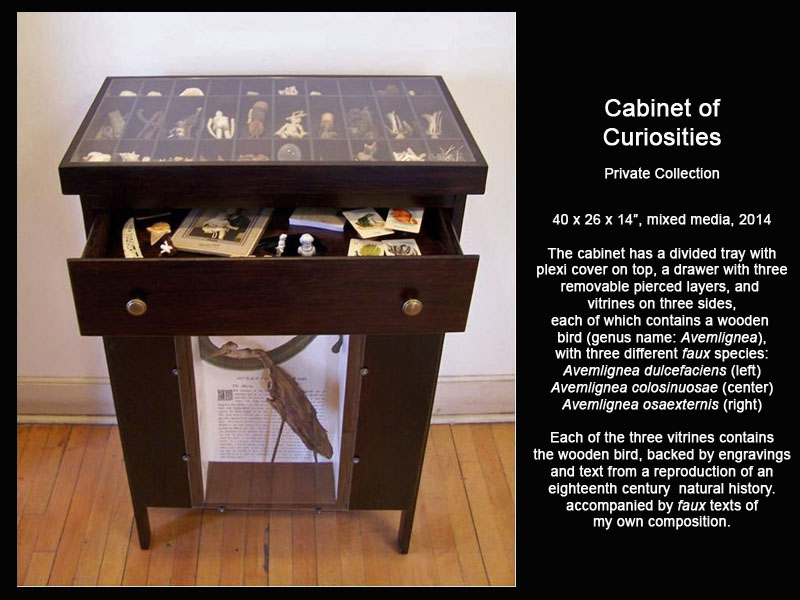 Cabinet of
Curiosities
Private Collection
40 x 26 x 14”, mixed media, 2014
The cabinet has a divided tray with
plexi cover on top, a drawer with three
removable pierced layers, and
vitrines on three sides,
each of which contains a wooden
bird (genus name: Avemlignea),
with three different faux species:
Avemlignea dulcefaciens (left)
Avemlignea colosinuosae (center)
Avemlignea osaexternis (right)
Each of the three vitrines contains
the wooden bird, backed by engravings
and text from a reproduction of an
eighteenth century natural history.
accompanied by faux texts of
my own composition.